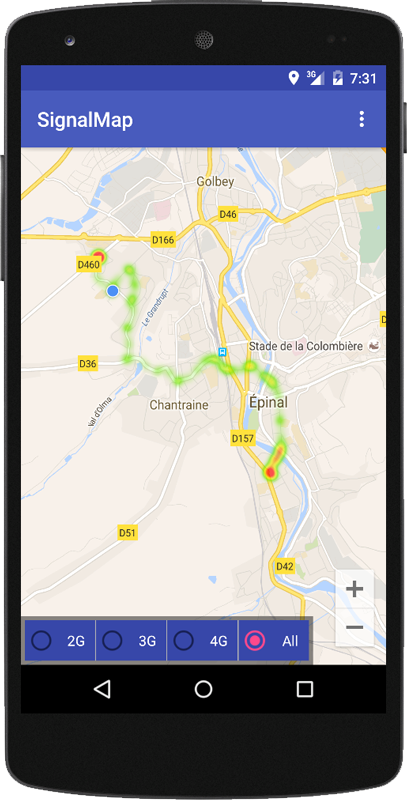 3G 7:31
SignalMap
Golbey
D46
D166
D460
Le Grandrupt
Stade de la Colombière
D36
Val d'Olma
Chantraine
Épinal
D157
D51
D42
+
−
2G 3G 4G All